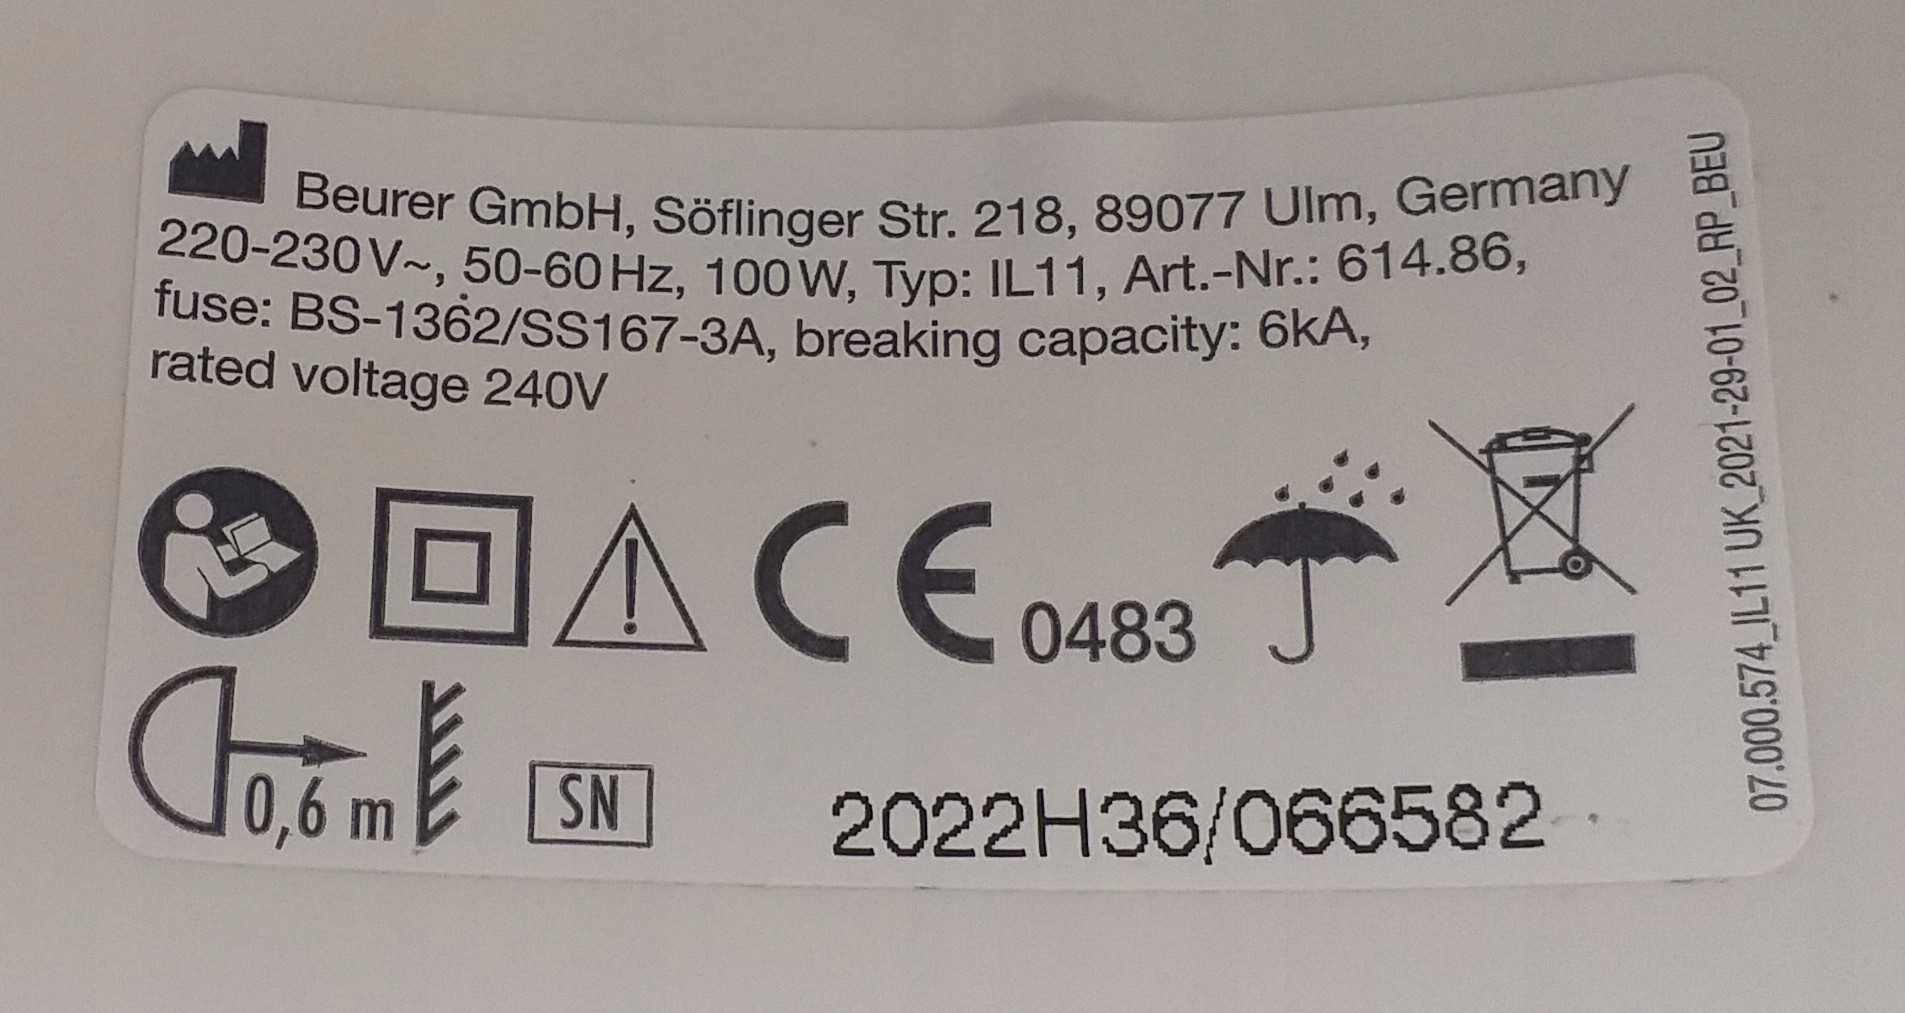 Beurer GmbH, Söflinger Str. 218, 89077 Ulm, Germany
220-230V~, 50-60Hz, 100W, Typ: IL11, Art.-Nr.: 614.86,
fuse: BS-1362/SS167-3A, breaking capacity: 6kA,
rated voltage 240V
CE 0483
0,6 m
SN
2022H36/066582
07.000.574_IL11 UK_2021-29-01_02_RP_BEU